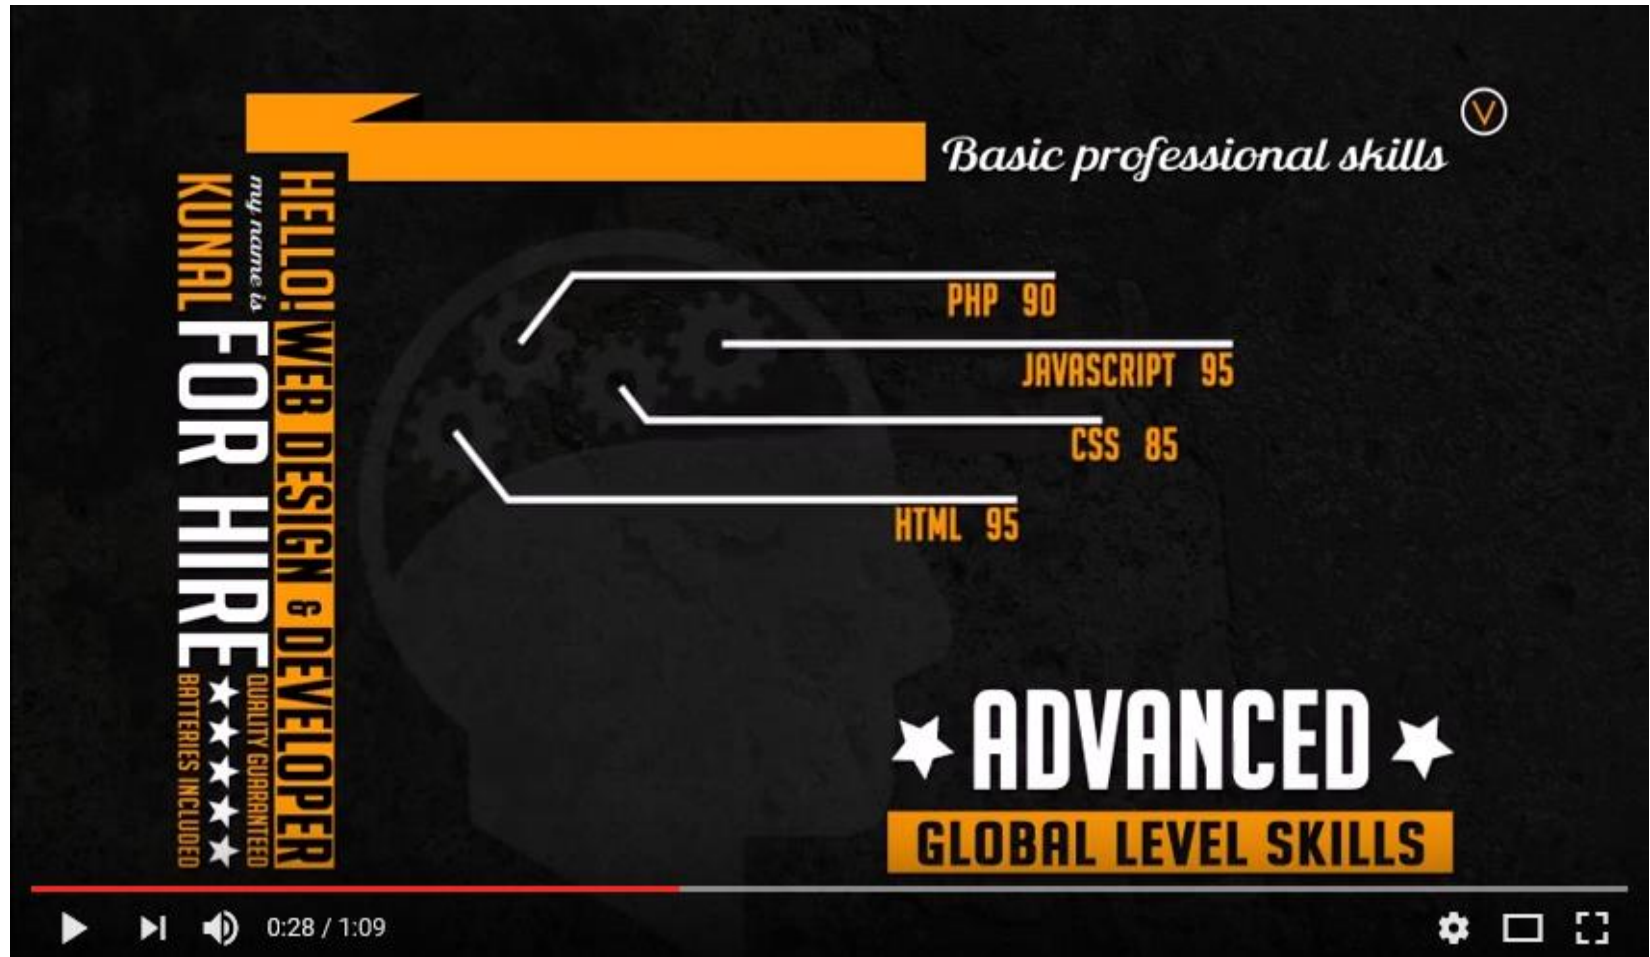 Basic professional skills
V
HELLO!
my name is
KUNAL
WEB DESIGN & DEVELOPER
FOR HIRE
QUALITY GUARANTEED
BATTERIES INCLUDED
PHP 90
JAVASCRIPT 95
CSS 85
HTML 95
ADVANCED
GLOBAL LEVEL SKILLS
0:28 / 1:09